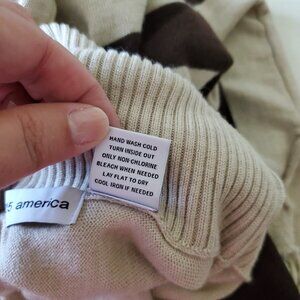 HAND WASH COLD
TURN INSIDE OUT
ONLY NON-CHLORINE
BLEACH WHEN NEEDED
LAY FLAT TO DRY
COOL IRON IF NEEDED
america